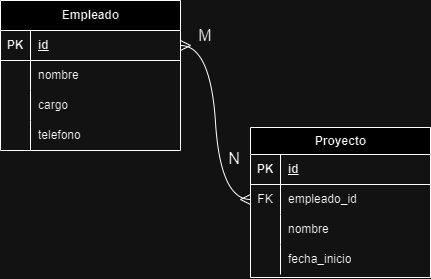 Empleado
PK id
nombre
cargo
telefono
M
N
Proyecto
PK id
FK empleado_id
nombre
fecha_inicio